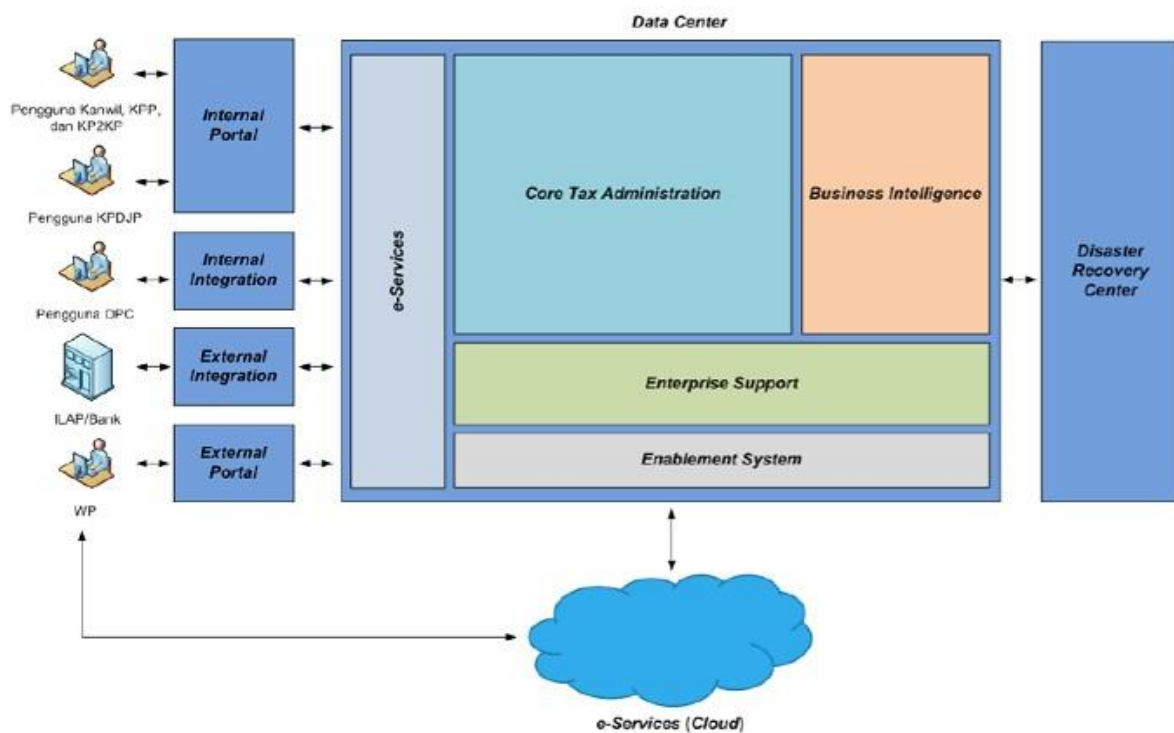 Data Center
Pengguna Kanwil, KPP,
dan KP2KP
Pengguna KPDJP
Internal
Portal
Pengguna OPC
Internal
Integration
ILAP/Bank
External
Integration
WP
External
Portal
e-Services
Core Tax Administration
Business Intelligence
Enterprise Support
Enablement System
Disaster
Recovery
Center
e-Services (Cloud)